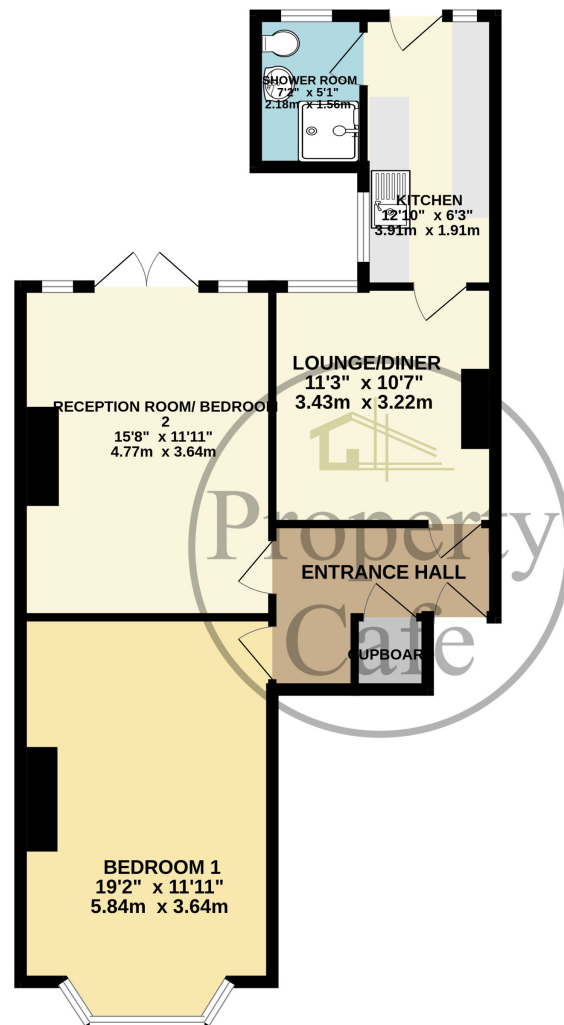 SHOWER ROOM
7'2" x 5'1"
2.18m x 1.56m
KITCHEN
12'10" x 6'3"
3.91m x 1.91m
LOUNGE/DINER
11'3" x 10'7"
3.43m x 3.22m
RECEPTION ROOM/ BEDROOM
2
15'8" x 11'11"
4.77m x 3.64m
Property
Cafe
ENTRANCE HALL
CUPBOARD
BEDROOM 1
19'2" x 11'11"
5.84m x 3.64m